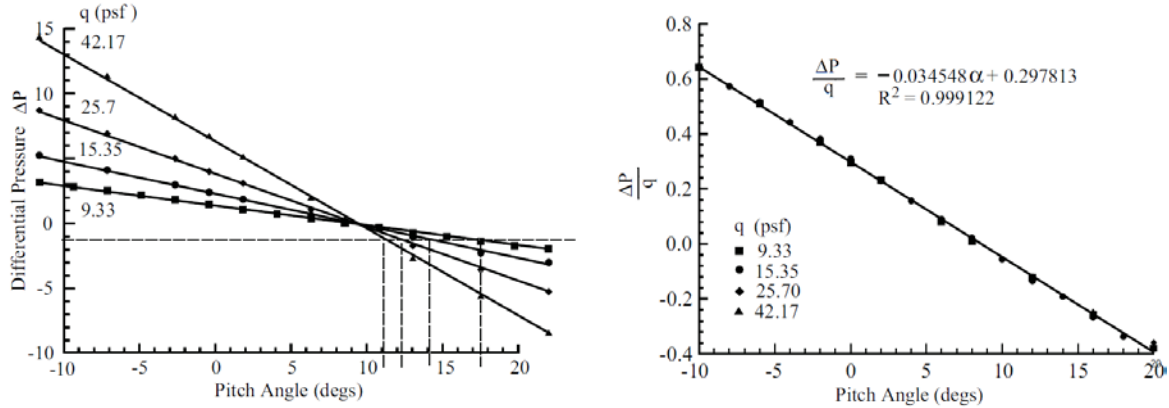 q (psf)
15
42.17
10
25.7
5
15.35
9.33
0
-5
-10
Differential Pressure ΔP
-10 -5 0 5 10 15 20
Pitch Angle (degs)
0.8
0.6
0.4
0.2
0.0
-0.2
-0.4
ΔP
q
ΔP
q
= -0.034548α + 0.297813
R² = 0.999122
q (psf)
9.33
15.35
25.70
42.17
-10 -5 0 5 10 15 20
Pitch Angle (degs)